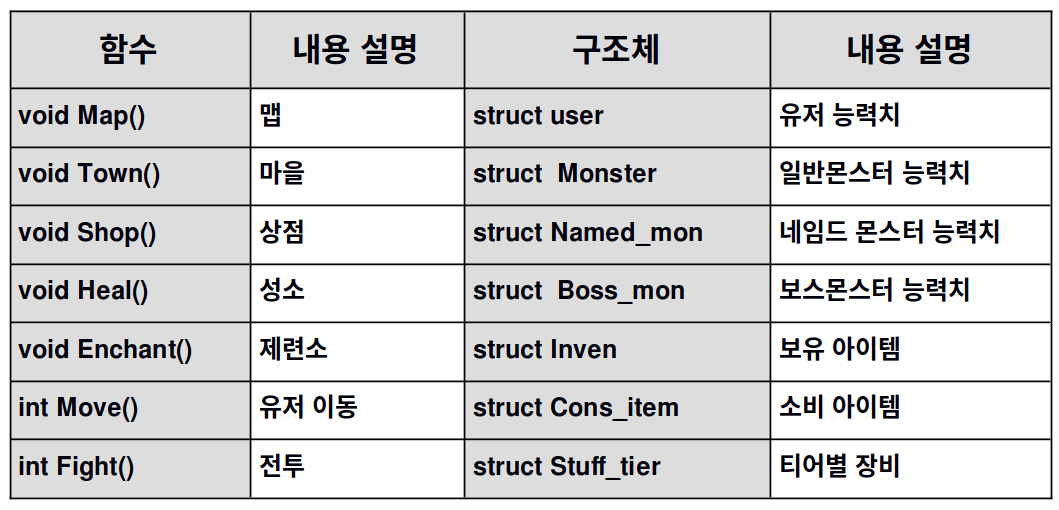 함수 내용 설명 구조체 내용 설명
void Map() 맵 struct user 유저 능력치
void Town() 마을 struct Monster 일반몬스터 능력치
void Shop() 상점 struct Named_mon 네임드 몬스터 능력치
void Heal() 성소 struct Boss_mon 보스몬스터 능력치
void Enchant() 제련소 struct Inven 보유 아이템
int Move() 유저 이동 struct Cons_item 소비 아이템
int Fight() 전투 struct Stuff_tier 티어별 장비